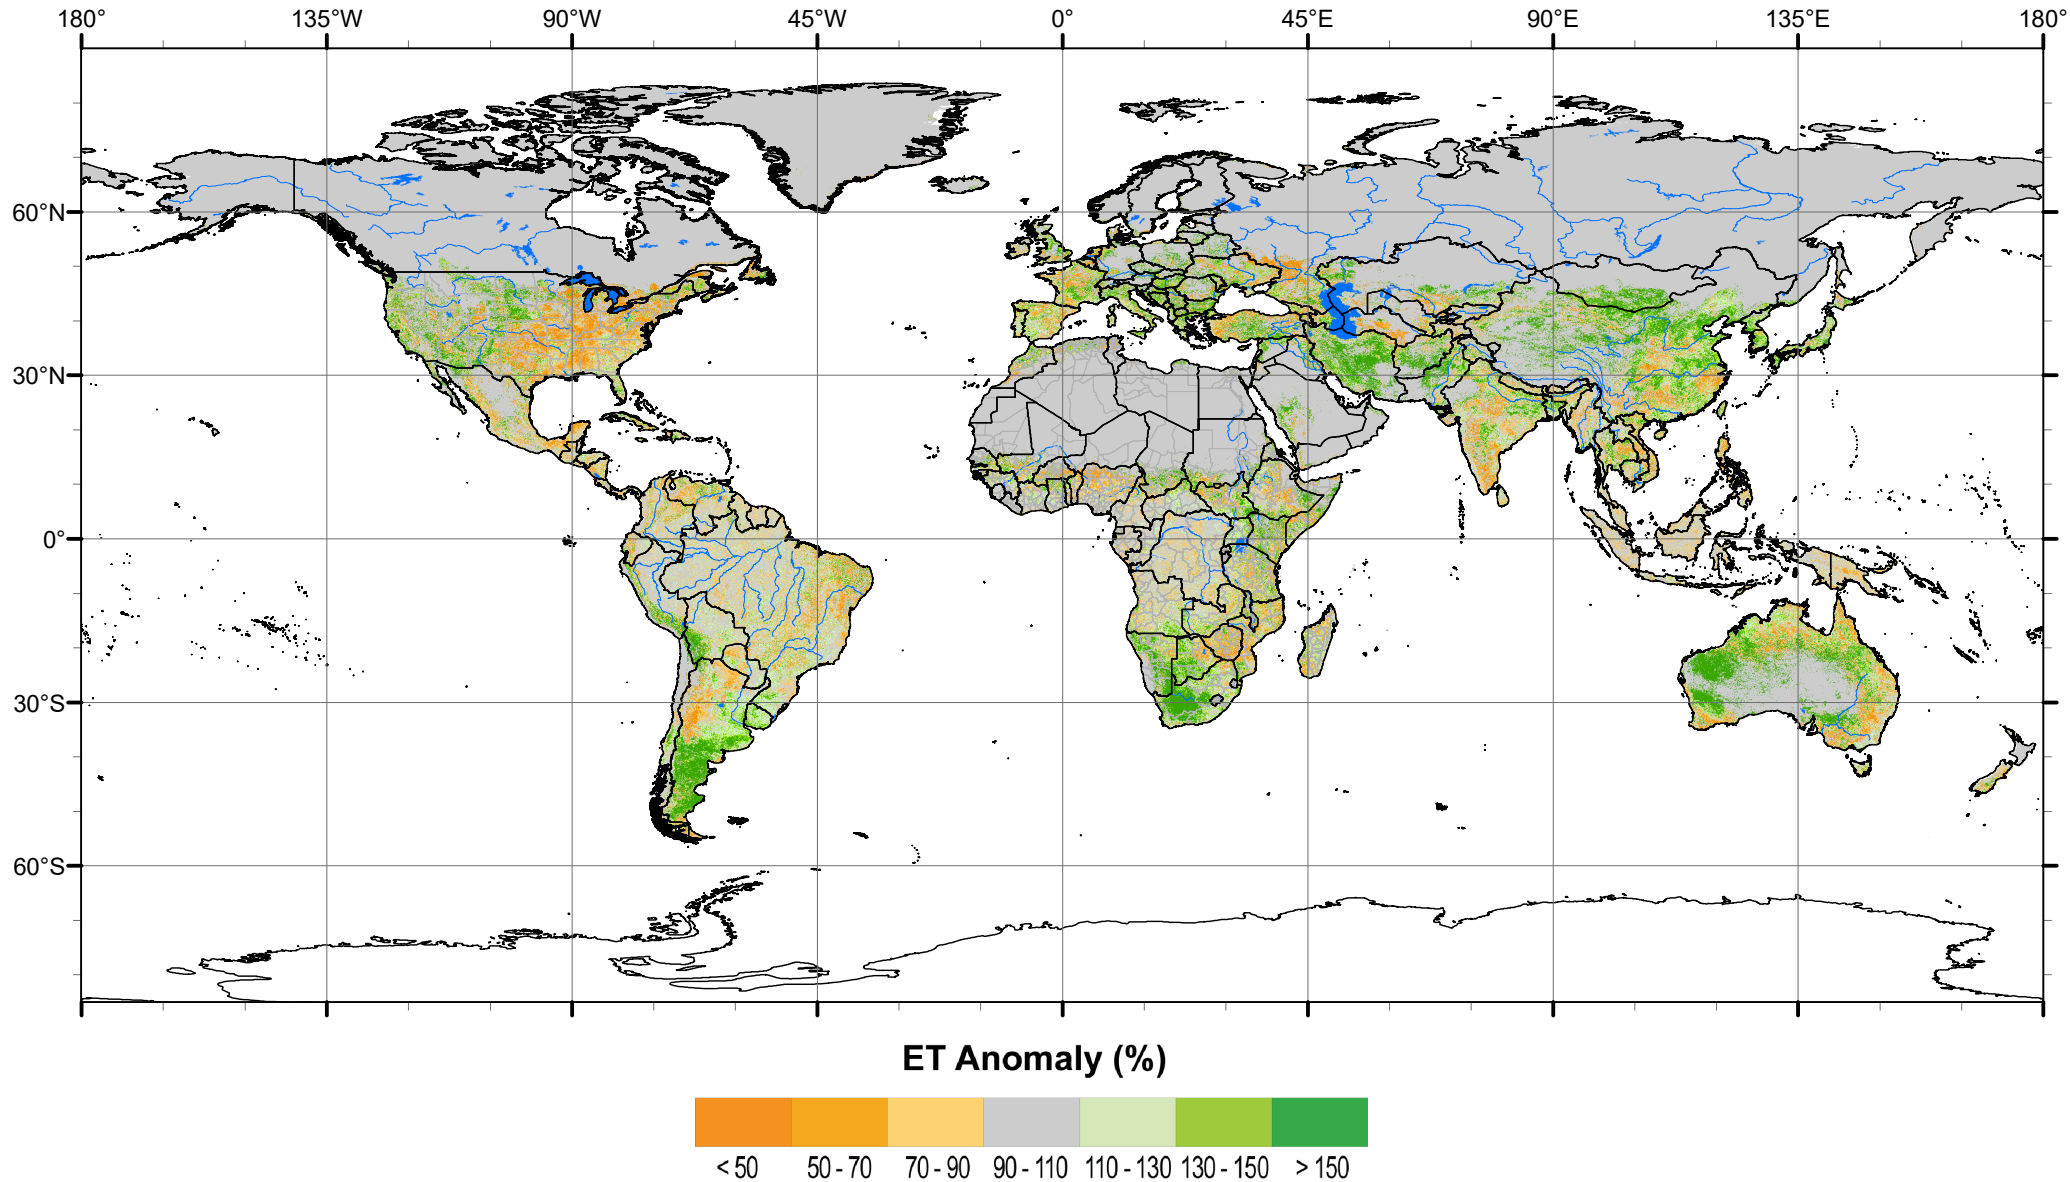 180° 135°W 90°W 45°W 0° 45°E 90°E 135°E 180°
60°N
30°N
0°
30°S
60°S
ET Anomaly (%)
< 50 50 - 70 70 - 90 90 - 110 110 - 130 130 - 150 > 150